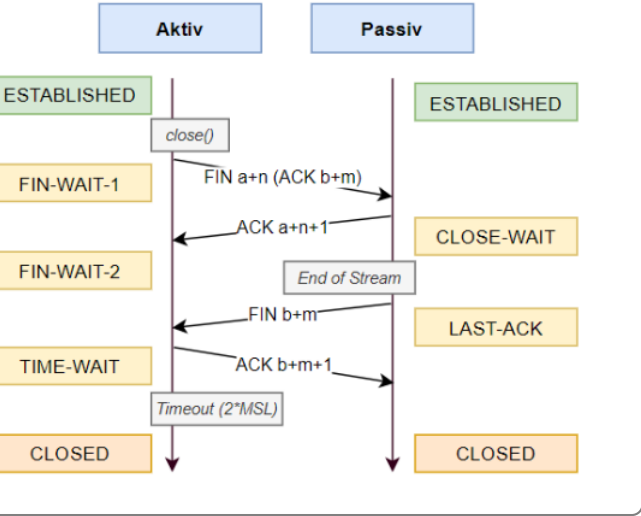 Aktiv
Passiv
ESTABLISHED
ESTABLISHED
close()
FIN a+n (ACK b+m)
FIN-WAIT-1
ACK a+n+1
CLOSE-WAIT
FIN-WAIT-2
End of Stream
FIN b+m
LAST-ACK
TIME-WAIT
ACK b+m+1
Timeout (2*MSL)
CLOSED
CLOSED